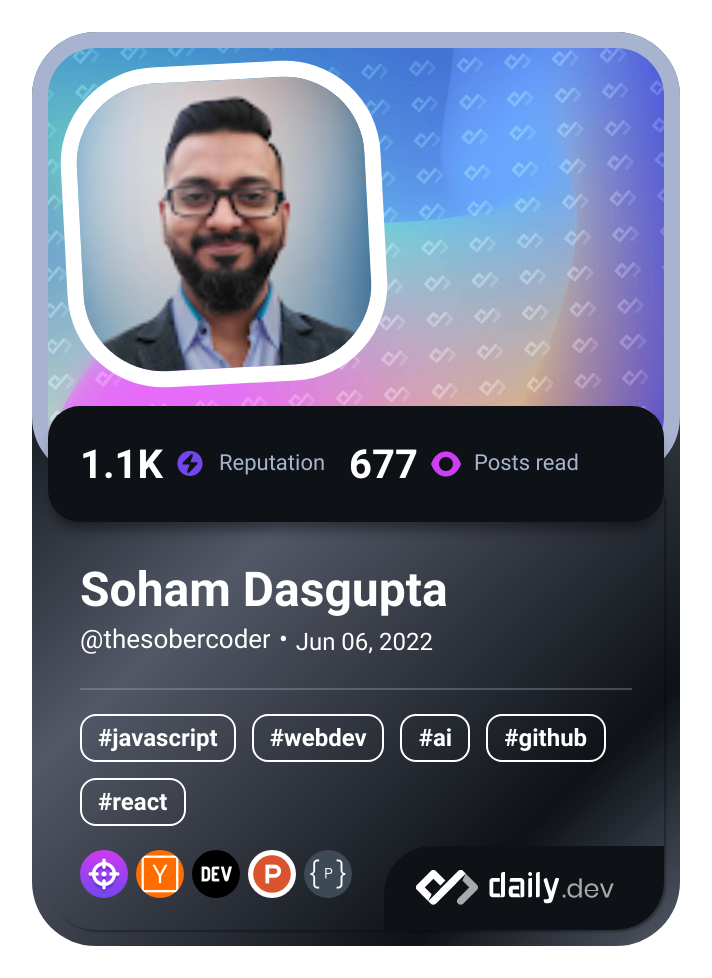 1.1K Reputation 677 Posts read
Soham Dasgupta
@thesobercoder • Jun 06, 2022
#javascript #webdev #ai #github
#react
Y DEV P {P} daily.dev